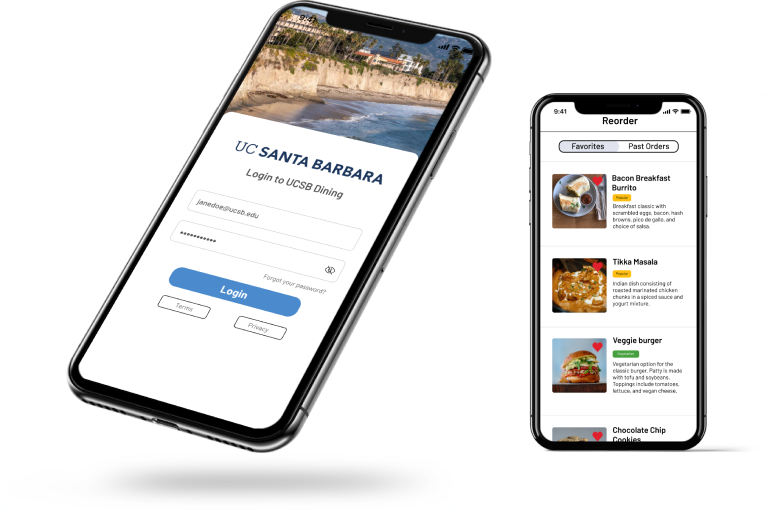 9:41
UC SANTA BARBARA
Login to UCSB Dining
janedoe@ucsb.edu
•••••••••••
Forgot your password?
Login
Terms
Privacy
9:41
Reorder
Favorites
Past Orders
Bacon Breakfast
Burrito
Popular
Breakfast classic with
scrambled eggs, bacon, hash
browns, pico de gallo, and
choice of salsa.
Tikka Masala
Popular
Indian dish consisting of
roasted marinated chicken
chunks in a spiced sauce and
yogurt mixture.
Veggie burger
Vegetarian
Vegetarian option for the
classic burger. Patty is made
with tofu and soybeans.
Toppings include tomatoes,
lettuce, and vegan cheese.
Chocolate Chip
Cookies